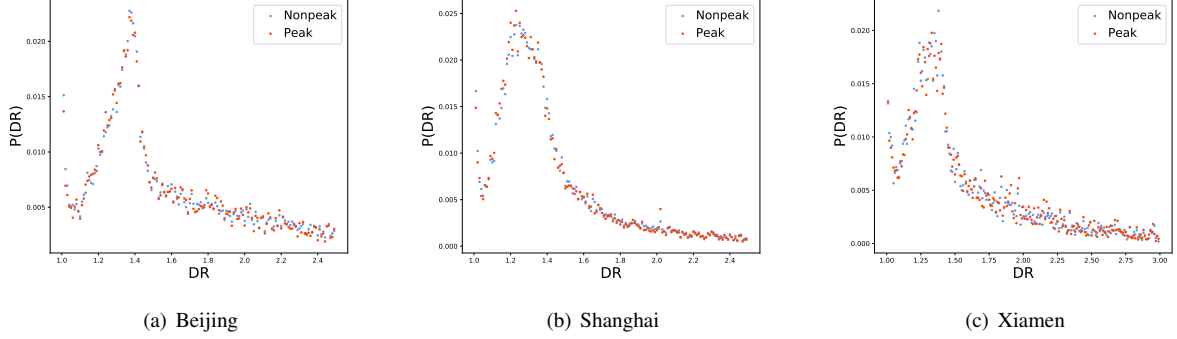 Nonpeak
Peak
0.020
0.015
0.010
0.005
P(DR)
1.0 1.2 1.4 1.6 1.8 2.0 2.2 2.4
DR
(a) Beijing
Nonpeak
Peak
0.025
0.020
0.015
0.010
0.005
0.000
P(DR)
1.0 1.2 1.4 1.6 1.8 2.0 2.2 2.4
DR
(b) Shanghai
Nonpeak
Peak
0.020
0.015
0.010
0.005
0.000
P(DR)
1.00 1.25 1.50 1.75 2.00 2.25 2.50 2.75 3.00
DR
(c) Xiamen